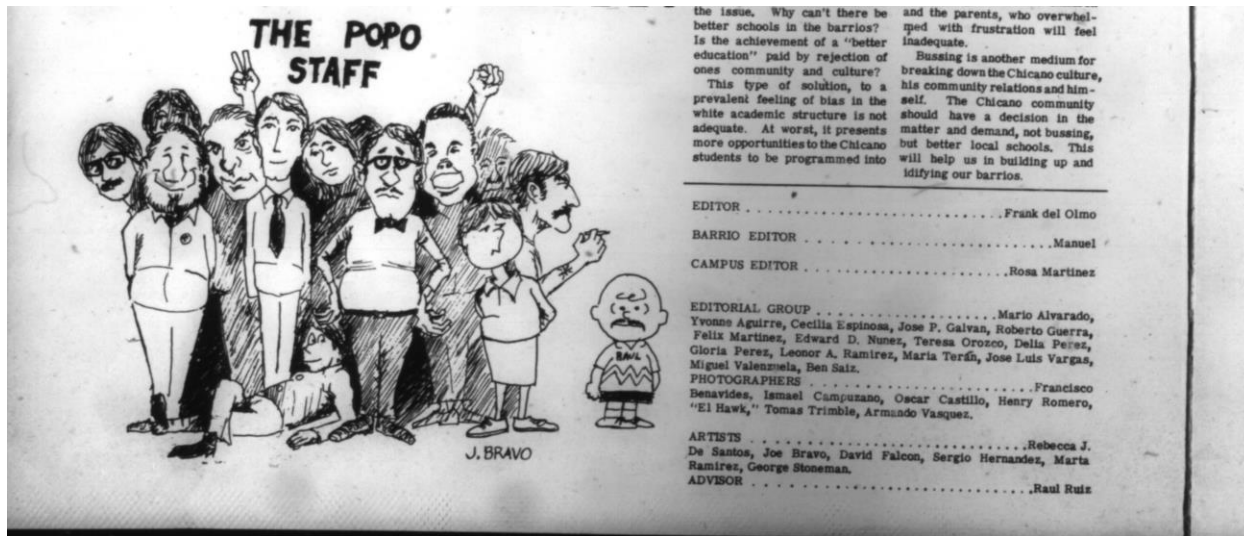 THE POPO
STAFF
RAUL
J. BRAVO
the issue. Why can't there be
better schools in the barrios?
Is the achievement of a "better
education" paid by rejection of
ones community and culture?
This type of solution, to a
prevalent feeling of bias in the
white academic structure is not
adequate. At worst, it presents
more opportunities to the Chicano
students to be programmed into
and the parents, who overwhel-
med with frustration will feel
inadequate.
Bussing is another medium for
breaking down the Chicano culture,
his community relations and him-
self. The Chicano community
should have a decision in the
matter and demand, not bussing,
but better local schools. This
will help us in building up and
idifying our barrios.
EDITOR . . . . . . . . . . . . . . . . . . . . . . . . . . . . Frank del Olmo
BARRIO EDITOR . . . . . . . . . . . . . . . . . . . . . . . . . . . Manuel
CAMPUS EDITOR . . . . . . . . . . . . . . . . . . . . . . . Rosa Martinez
EDITORIAL GROUP . . . . . . . . . . . . . . . . . . . . . Mario Alvarado,
Yvonne Aguirre, Cecilia Espinosa, Jose P. Galvan, Roberto Guerra,
Felix Martinez, Edward D. Nunez, Teresa Orozco, Delia Perez,
Gloria Perez, Leonor A. Ramirez, Maria Terán, Jose Luis Vargas,
Miguel Valenzuela, Ben Saiz.
PHOTOGRAPHERS . . . . . . . . . . . . . . . . . . . . . . . . . Francisco
Benavides, Ismael Campuzano, Oscar Castillo, Henry Romero,
"El Hawk," Tomas Trimble, Armando Vasquez.
ARTISTS . . . . . . . . . . . . . . . . . . . . . . . . . . . . . . Rebecca J.
De Santos, Joe Bravo, David Falcon, Sergio Hernandez, Marta
Ramirez, George Stoneman.
ADVISOR . . . . . . . . . . . . . . . . . . . . . . . . . . . . . . Raul Ruiz